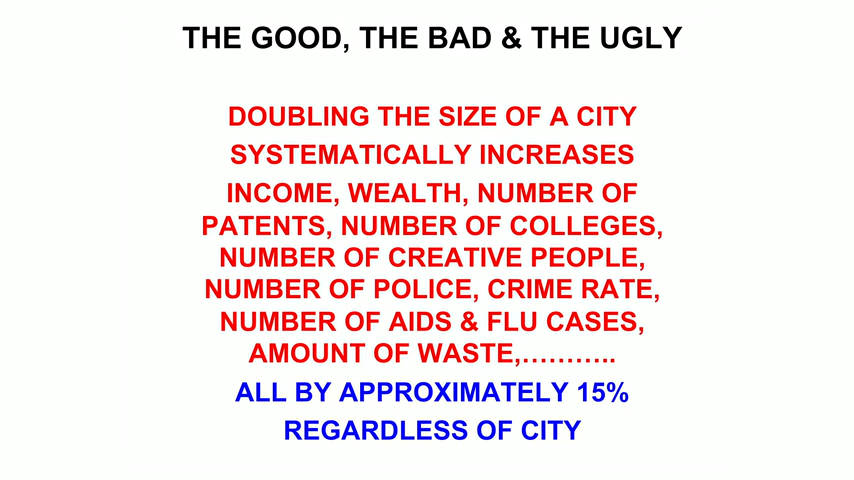 THE GOOD, THE BAD & THE UGLY
DOUBLING THE SIZE OF A CITY
SYSTEMATICALLY INCREASES
INCOME, WEALTH, NUMBER OF
PATENTS, NUMBER OF COLLEGES,
NUMBER OF CREATIVE PEOPLE,
NUMBER OF POLICE, CRIME RATE,
NUMBER OF AIDS & FLU CASES,
AMOUNT OF WASTE,………..
ALL BY APPROXIMATELY 15%
REGARDLESS OF CITY